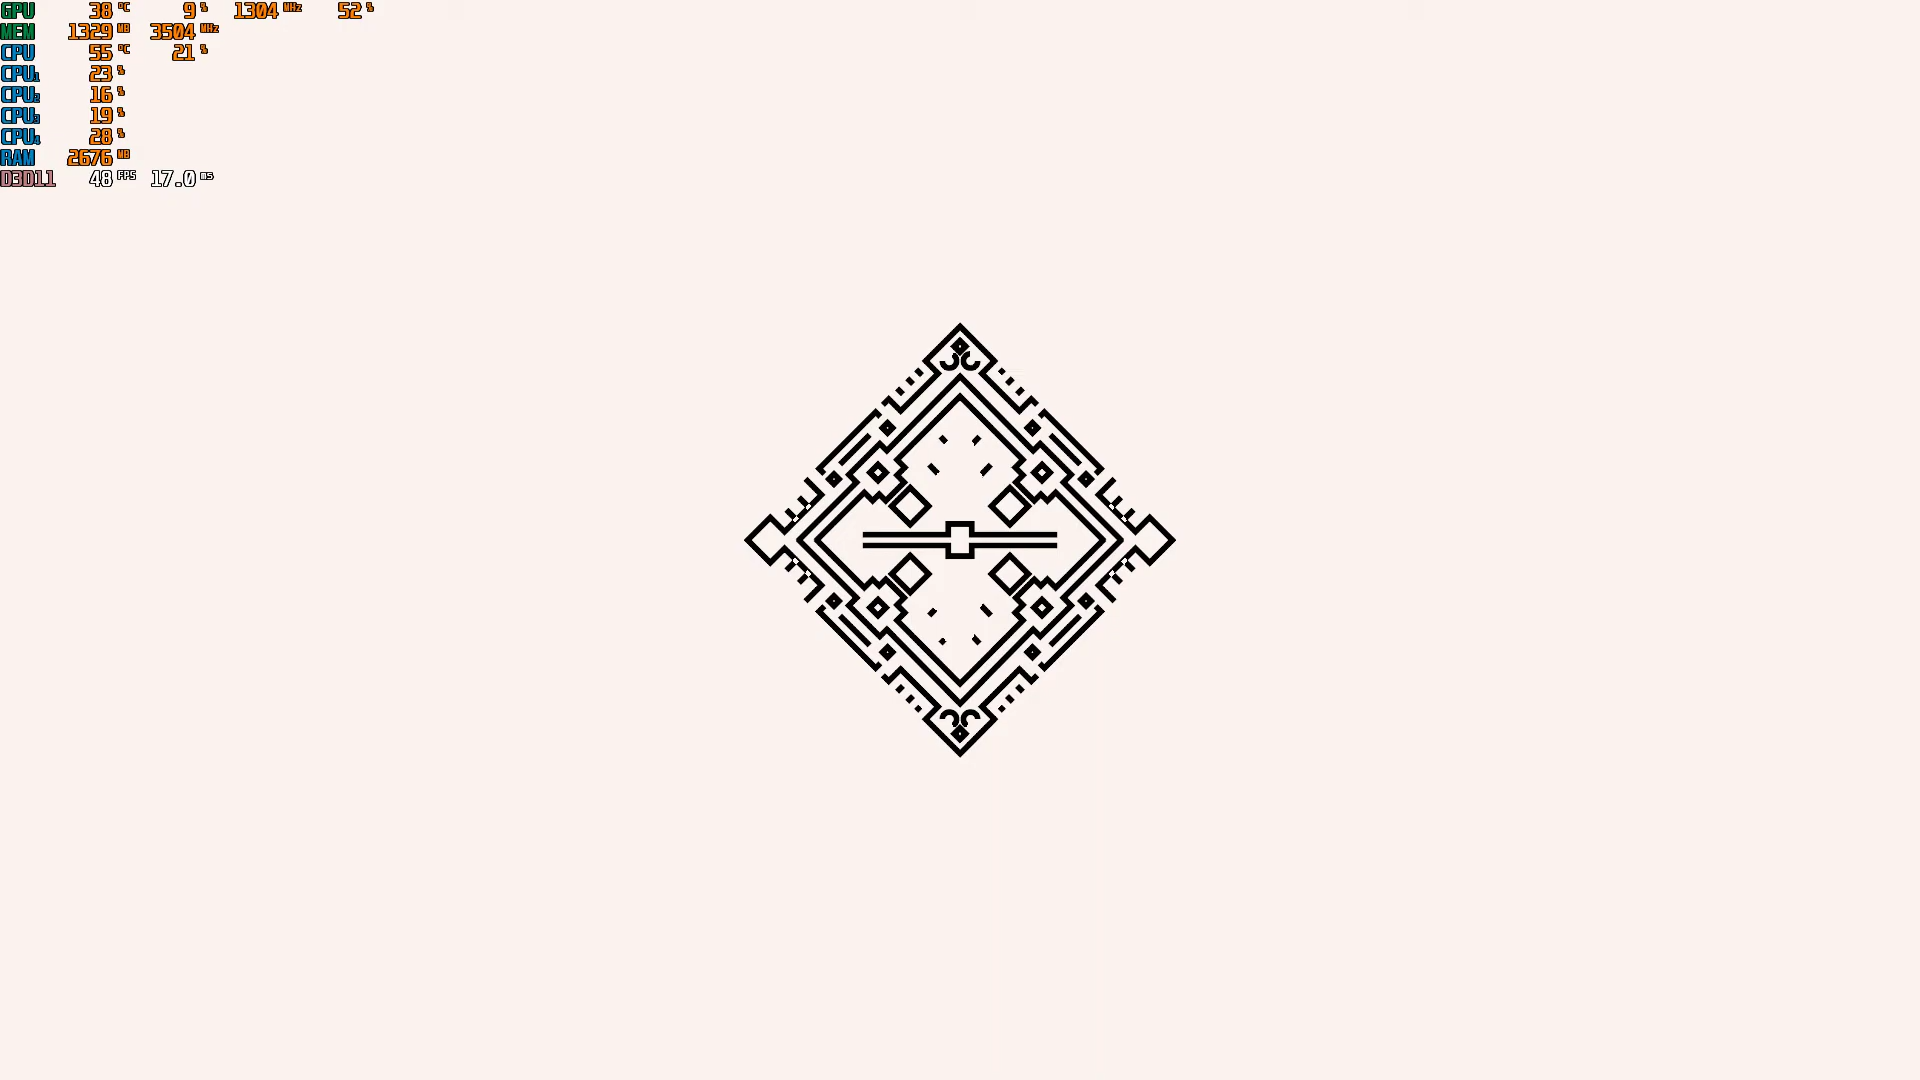 GPU 38 °C 9 % 1304 MHz 52 %
MEM 1329 MB 3504 MHz
CPU 55 °C 21 %
CPU1 23 %
CPU2 16 %
CPU3 19 %
CPU4 28 %
RAM 2676 MB
D3D11 48 FPS 17.0 ms